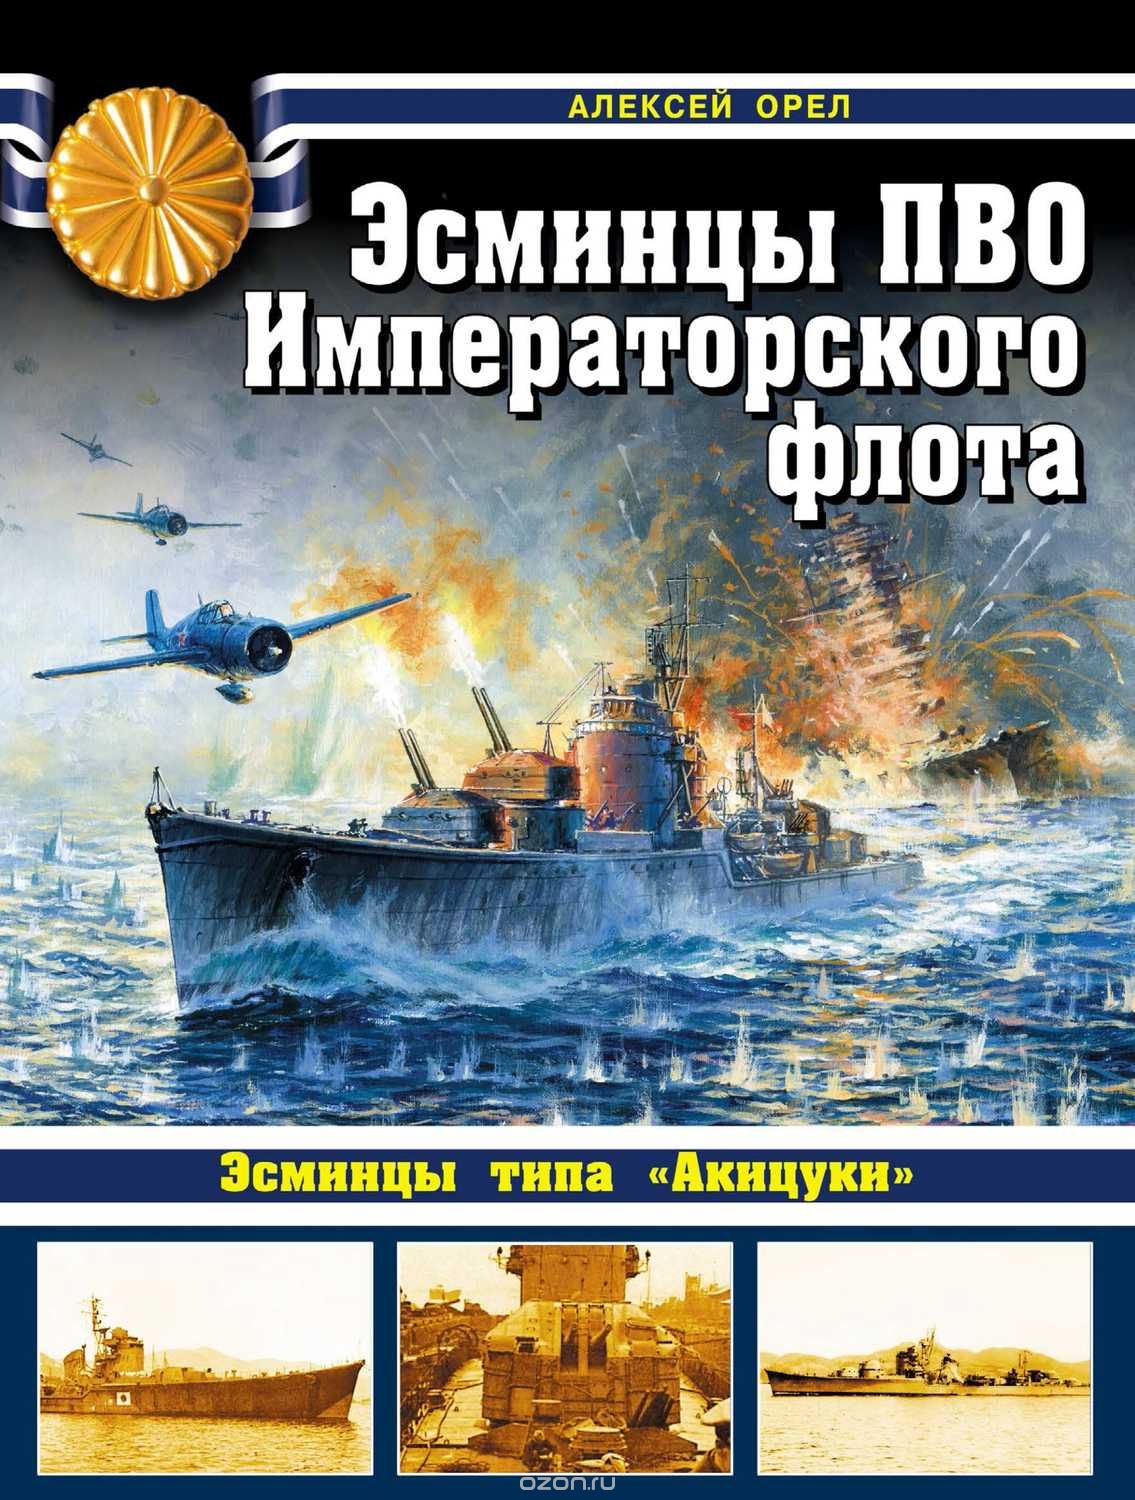 АЛЕКСЕЙ ОРЕЛ
Эсминцы ПВО
Императорского
флота
Эсминцы типа «Акицуки»
ozon.ru